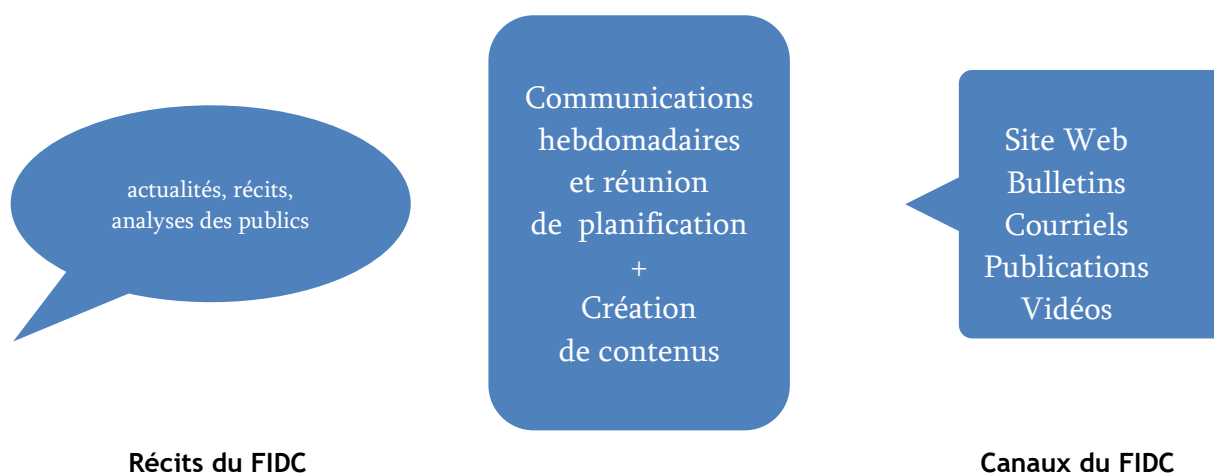 actualités, récits,
analyses des publics
Communications
hebdomadaires
et réunion
de planification
+
Création
de contenus
Site Web
Bulletins
Courriels
Publications
Vidéos
Récits du FIDC
Canaux du FIDC